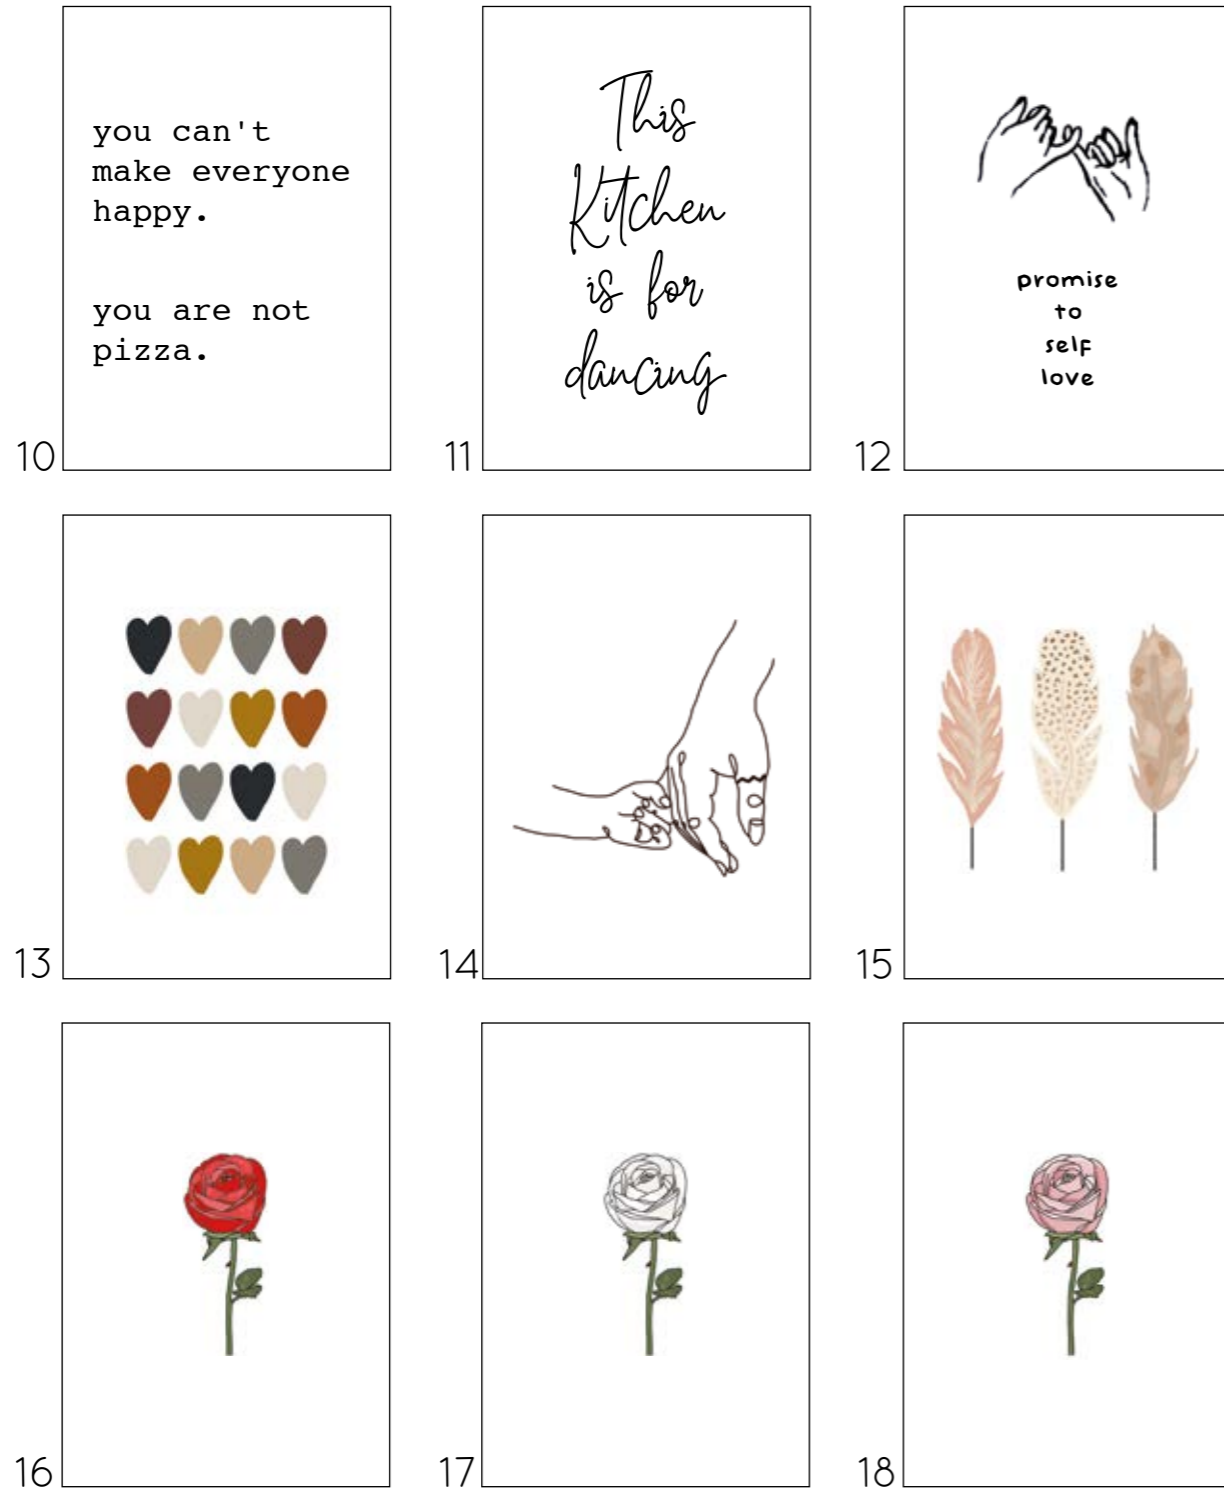 you can't
make everyone
happy.
you are not
pizza.
10
This
Kitchen
is for
dancing
11
promise
to
self
love
12
13
14
15
16
17
18